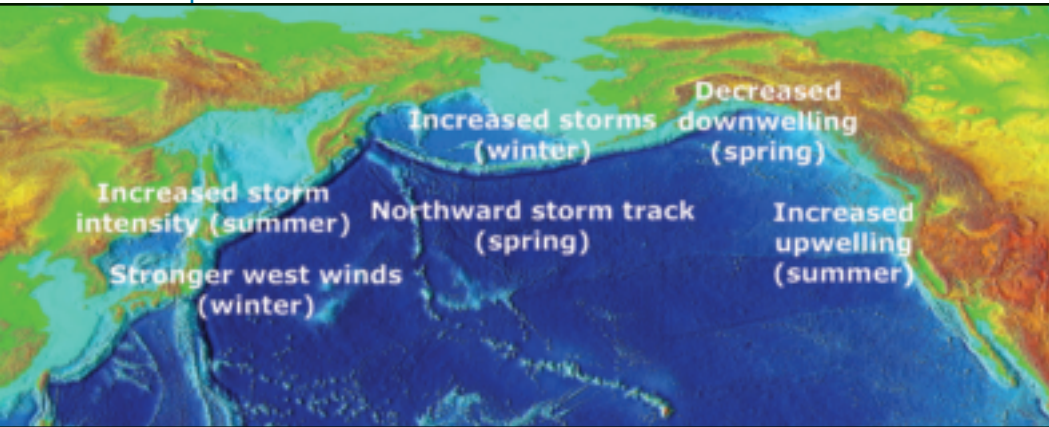 Decreased
downwelling
(spring)
Increased storms
(winter)
Increased storm
intensity (summer)
Northward storm track
(spring)
Increased
upwelling
(summer)
Stronger west winds
(winter)